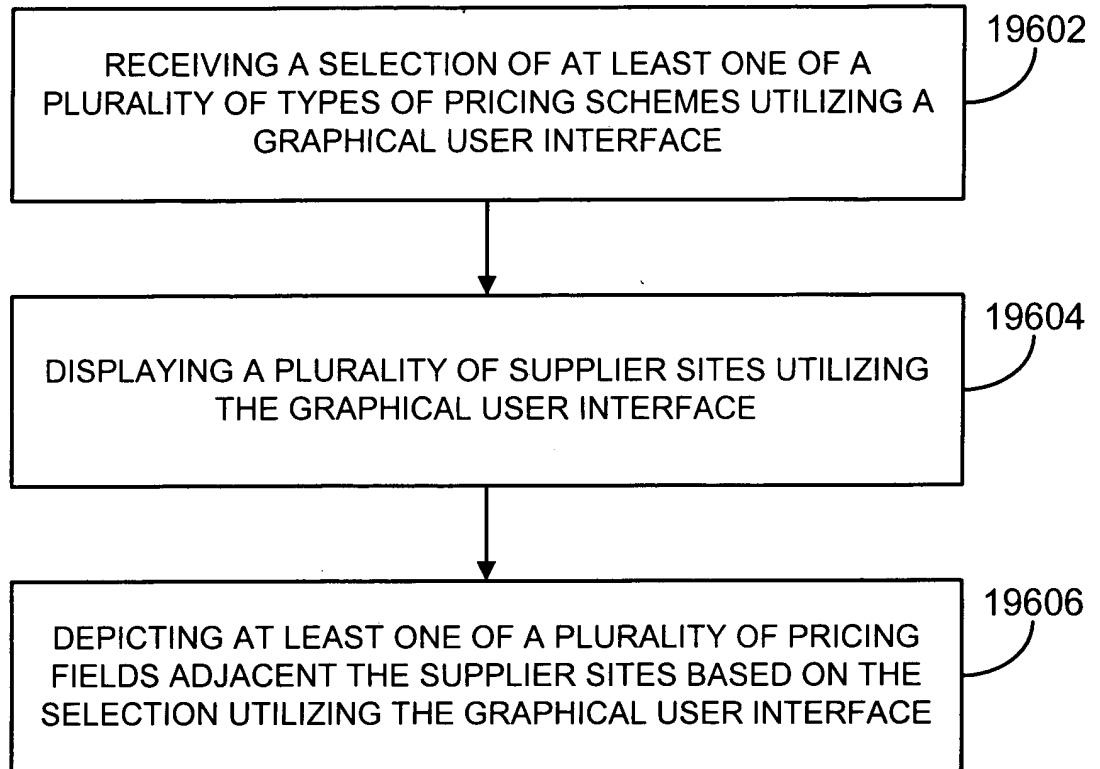 19602
RECEIVING A SELECTION OF AT LEAST ONE OF A
PLURALITY OF TYPES OF PRICING SCHEMES UTILIZING A
GRAPHICAL USER INTERFACE
19604
DISPLAYING A PLURALITY OF SUPPLIER SITES UTILIZING
THE GRAPHICAL USER INTERFACE
19606
DEPICTING AT LEAST ONE OF A PLURALITY OF PRICING
FIELDS ADJACENT THE SUPPLIER SITES BASED ON THE
SELECTION UTILIZING THE GRAPHICAL USER INTERFACE